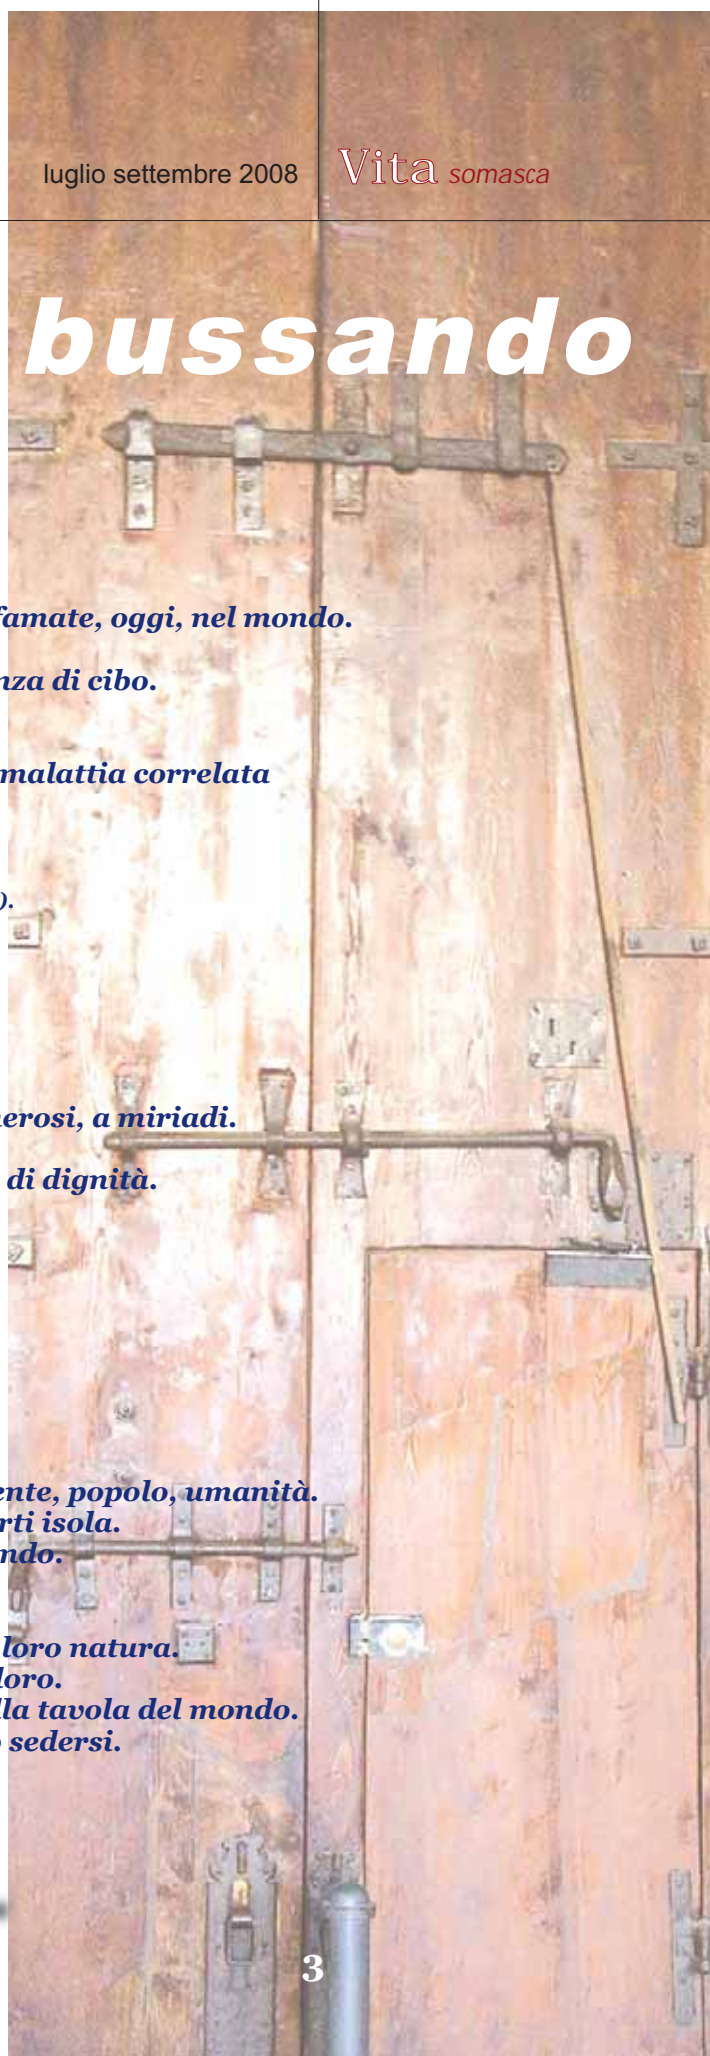 luglio settembre 2008 Vita somasca
bussando
famate, oggi, nel mondo.
nza di cibo.
malattia correlata
).
erosi, a miriadi.
di dignità.
ente, popolo, umanità.
rti isola.
ndo.
loro natura.
loro.
lla tavola del mondo.
o sedersi.
3